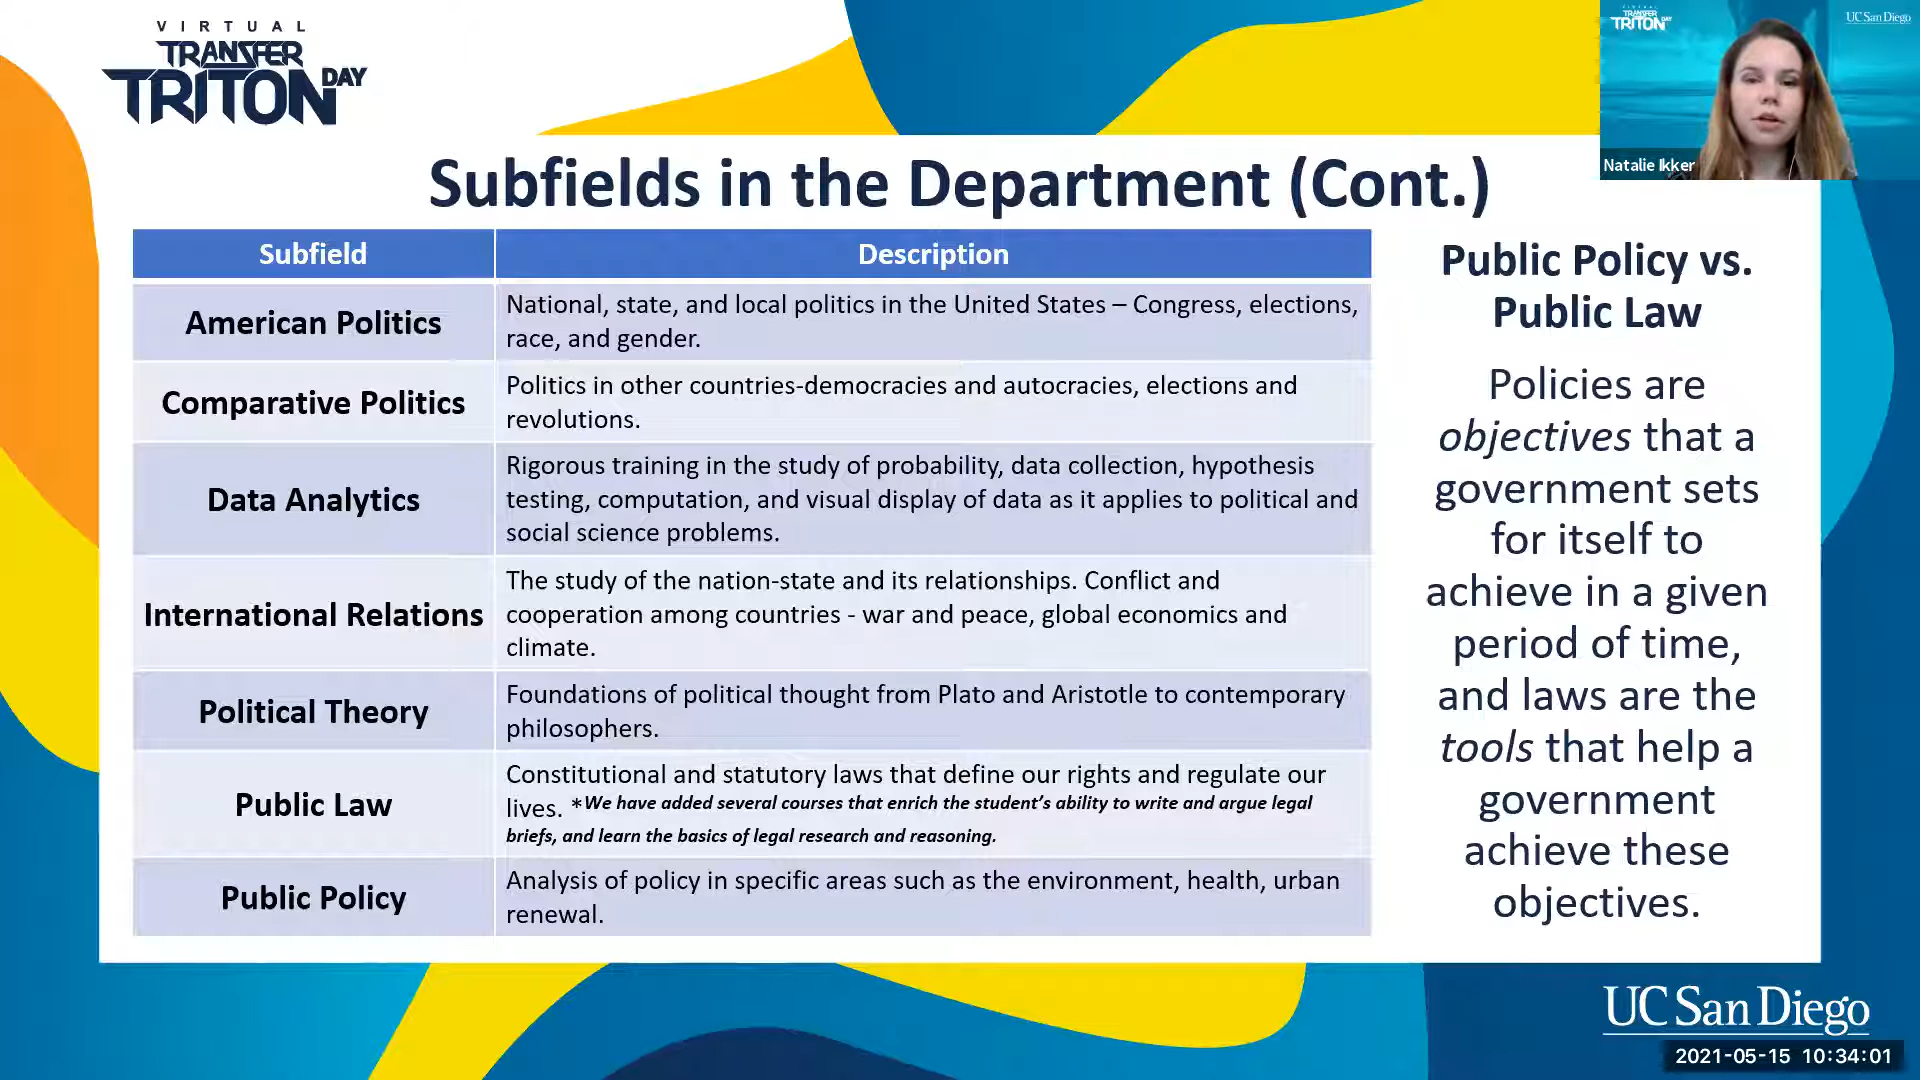 VIRTUAL
TRANSFER
TRITON DAY
TRANSFER
TRITON DAY
UC San Diego
Natalie Ikker
Subfields in the Department (Cont.)
Subfield
Description
American Politics
National, state, and local politics in the United States – Congress, elections,
race, and gender.
Comparative Politics
Politics in other countries-democracies and autocracies, elections and
revolutions.
Data Analytics
Rigorous training in the study of probability, data collection, hypothesis
testing, computation, and visual display of data as it applies to political and
social science problems.
International Relations
The study of the nation-state and its relationships. Conflict and
cooperation among countries - war and peace, global economics and
climate.
Political Theory
Foundations of political thought from Plato and Aristotle to contemporary
philosophers.
Public Law
Constitutional and statutory laws that define our rights and regulate our
lives. *We have added several courses that enrich the student’s ability to write and argue legal
briefs, and learn the basics of legal research and reasoning.
Public Policy
Analysis of policy in specific areas such as the environment, health, urban
renewal.
Public Policy vs.
Public Law
Policies are
objectives that a
government sets
for itself to
achieve in a given
period of time,
and laws are the
tools that help a
government
achieve these
objectives.
UC San Diego
2021-05-15 10:34:01